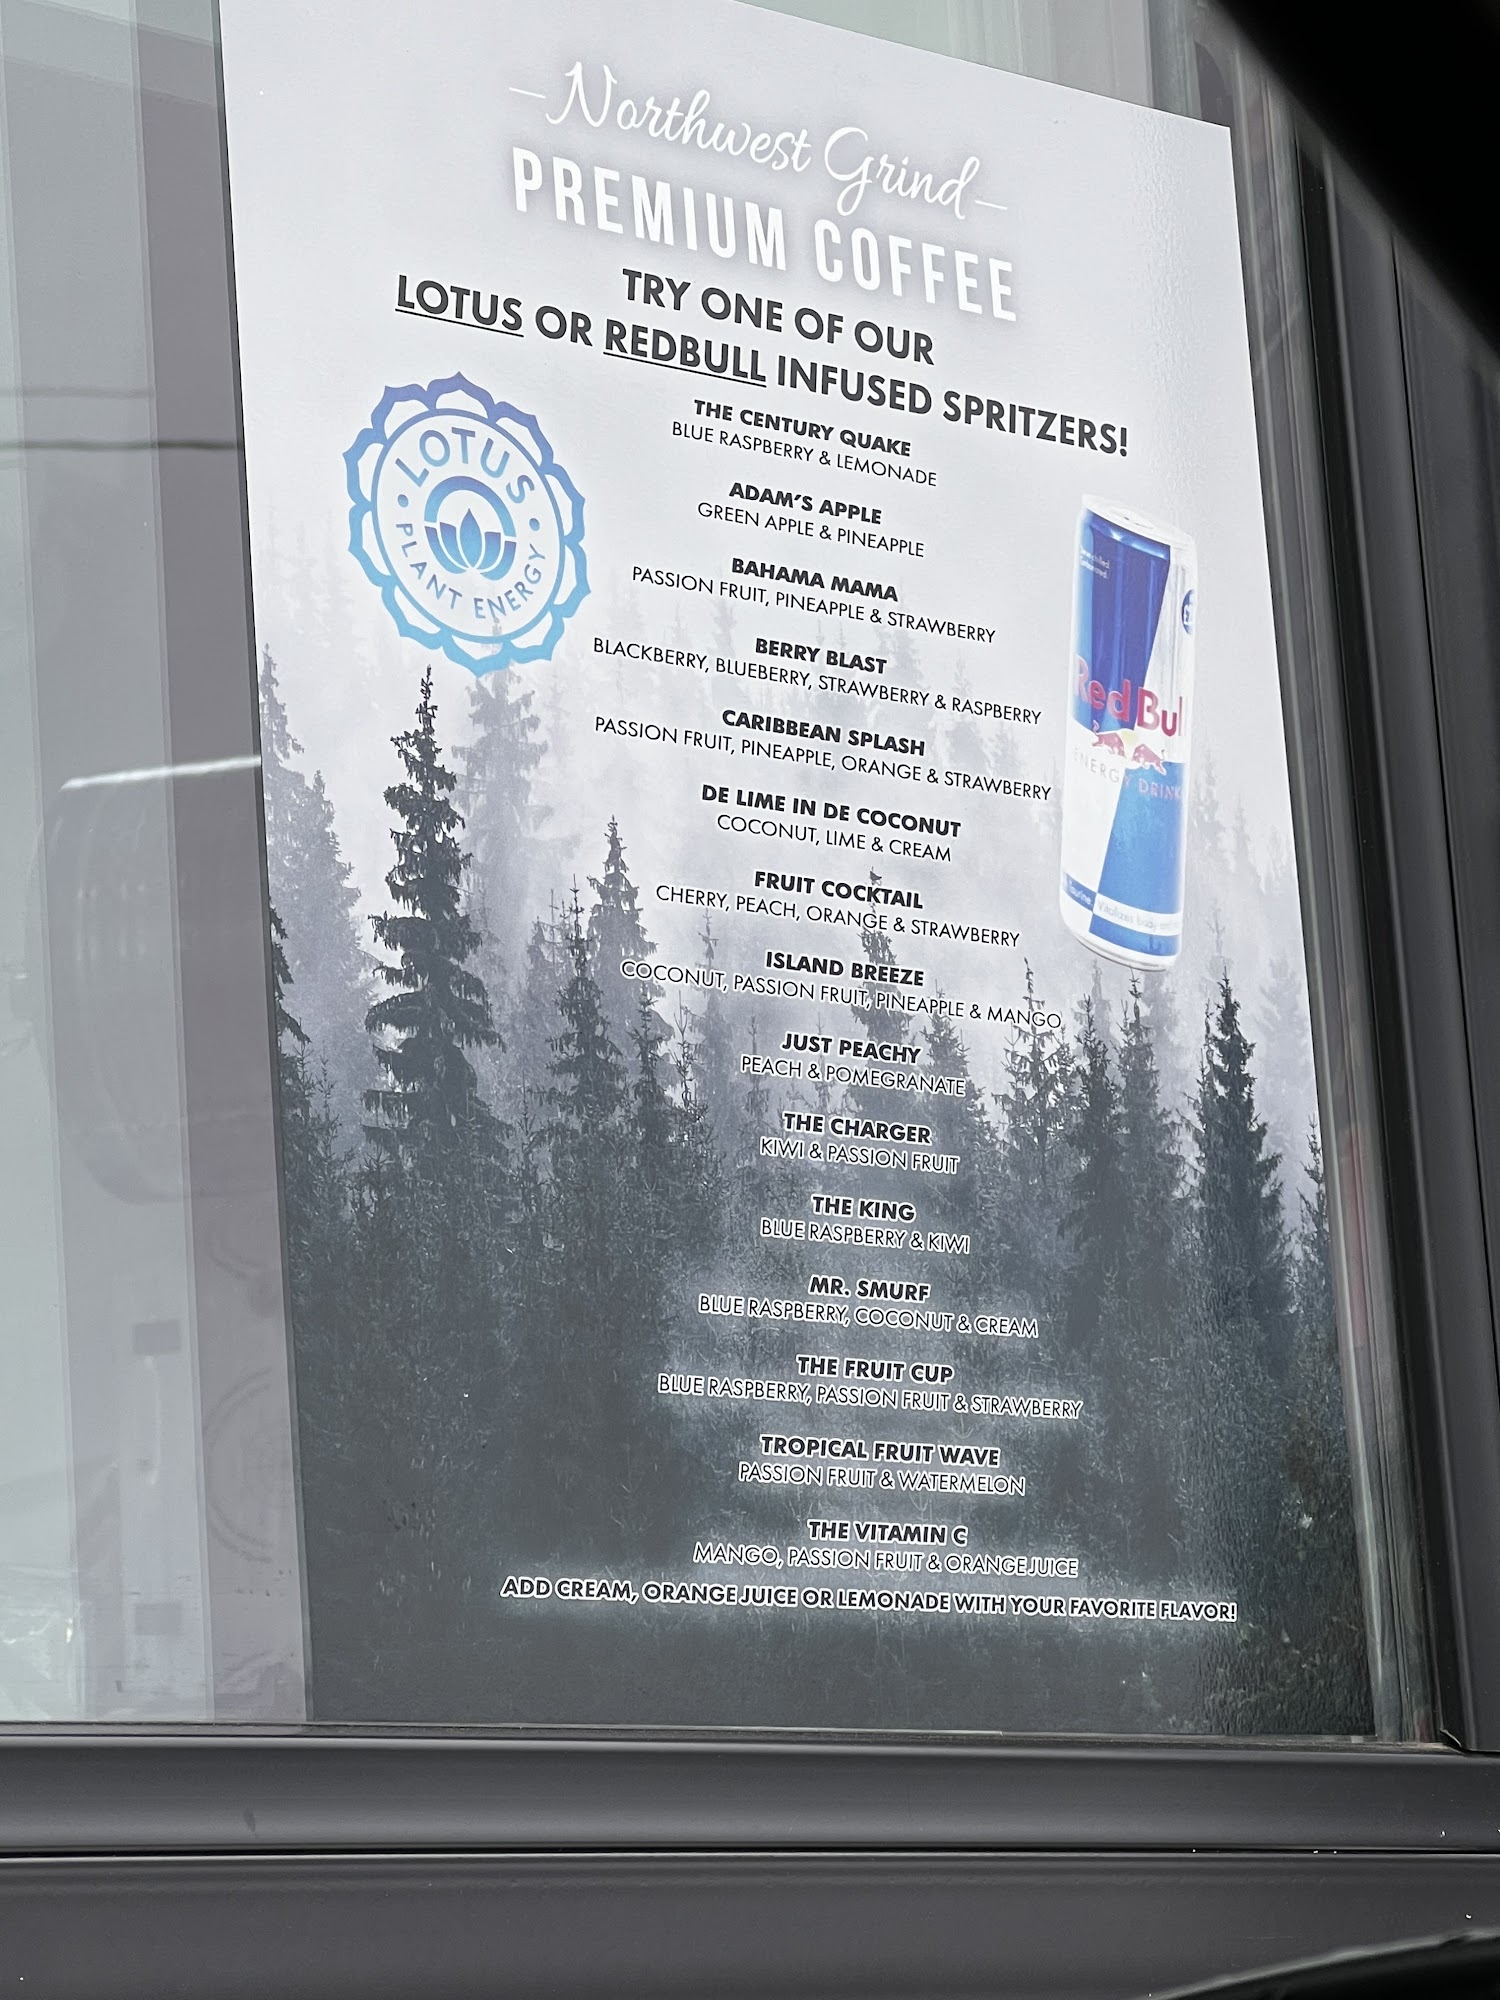 Northwest Grind
PREMIUM COFFEE
TRY ONE OF OUR
LOTUS OR REDBULL INFUSED SPRITZERS!
LOTUS
PLANT ENERGY
THE CENTURY QUAKE
BLUE RASPBERRY & LEMONADE
ADAM'S APPLE
GREEN APPLE & PINEAPPLE
BAHAMA MAMA
PASSION FRUIT, PINEAPPLE & STRAWBERRY
BERRY BLAST
BLACKBERRY, BLUEBERRY, STRAWBERRY & RASPBERRY
CARIBBEAN SPLASH
PASSION FRUIT, PINEAPPLE, ORANGE & STRAWBERRY
DE LIME IN DE COCONUT
COCONUT, LIME & CREAM
FRUIT COCKTAIL
CHERRY, PEACH, ORANGE & STRAWBERRY
ISLAND BREEZE
COCONUT, PASSION FRUIT, PINEAPPLE & MANGO
JUST PEACHY
PEACH & POMEGRANATE
THE CHARGER
KIWI & PASSION FRUIT
THE KING
BLUE RASPBERRY & KIWI
MR. SMURF
BLUE RASPBERRY, COCONUT & CREAM
THE FRUIT CUP
BLUE RASPBERRY, PASSION FRUIT & STRAWBERRY
TROPICAL FRUIT WAVE
PASSION FRUIT & WATERMELON
THE VITAMIN C
MANGO, PASSION FRUIT & ORANGE JUICE
ADD CREAM, ORANGE JUICE OR LEMONADE WITH YOUR FAVORITE FLAVOR!
Red Bul
ENERGY DRINK